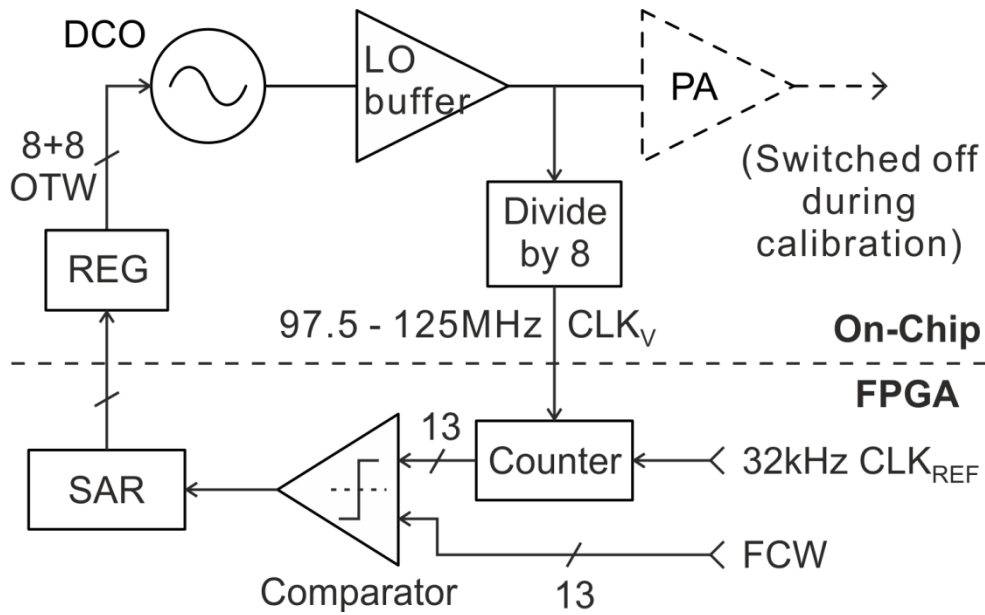 DCO
LO
buffer
PA
8+8
OTW
(Switched off
during
calibration)
Divide
by 8
REG
97.5 - 125MHz
CLKV
On-Chip
FPGA
13
SAR
Counter
32kHz CLKREF
FCW
Comparator
13